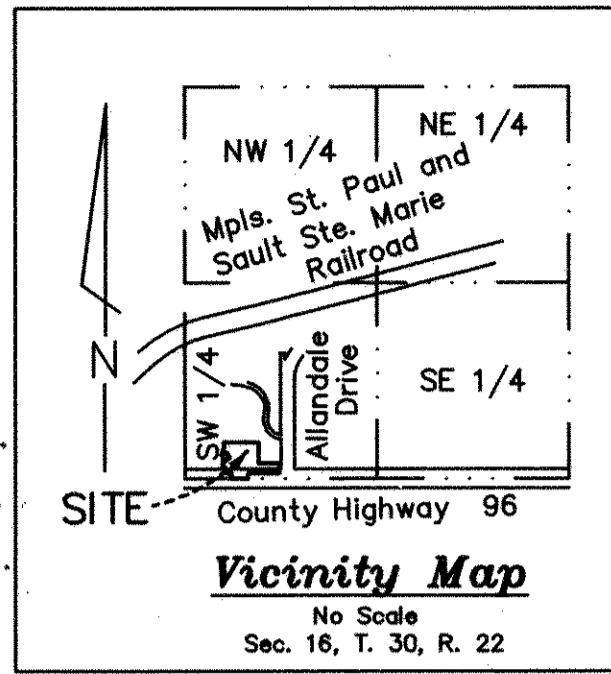 NW 1/4
NE 1/4
Mpls. St. Paul and
Sault Ste. Marie
Railroad
N
SW 1/4
Allandale
Drive
SE 1/4
SITE
County Highway 96
Vicinity Map
No Scale
Sec. 16, T. 30, R. 22